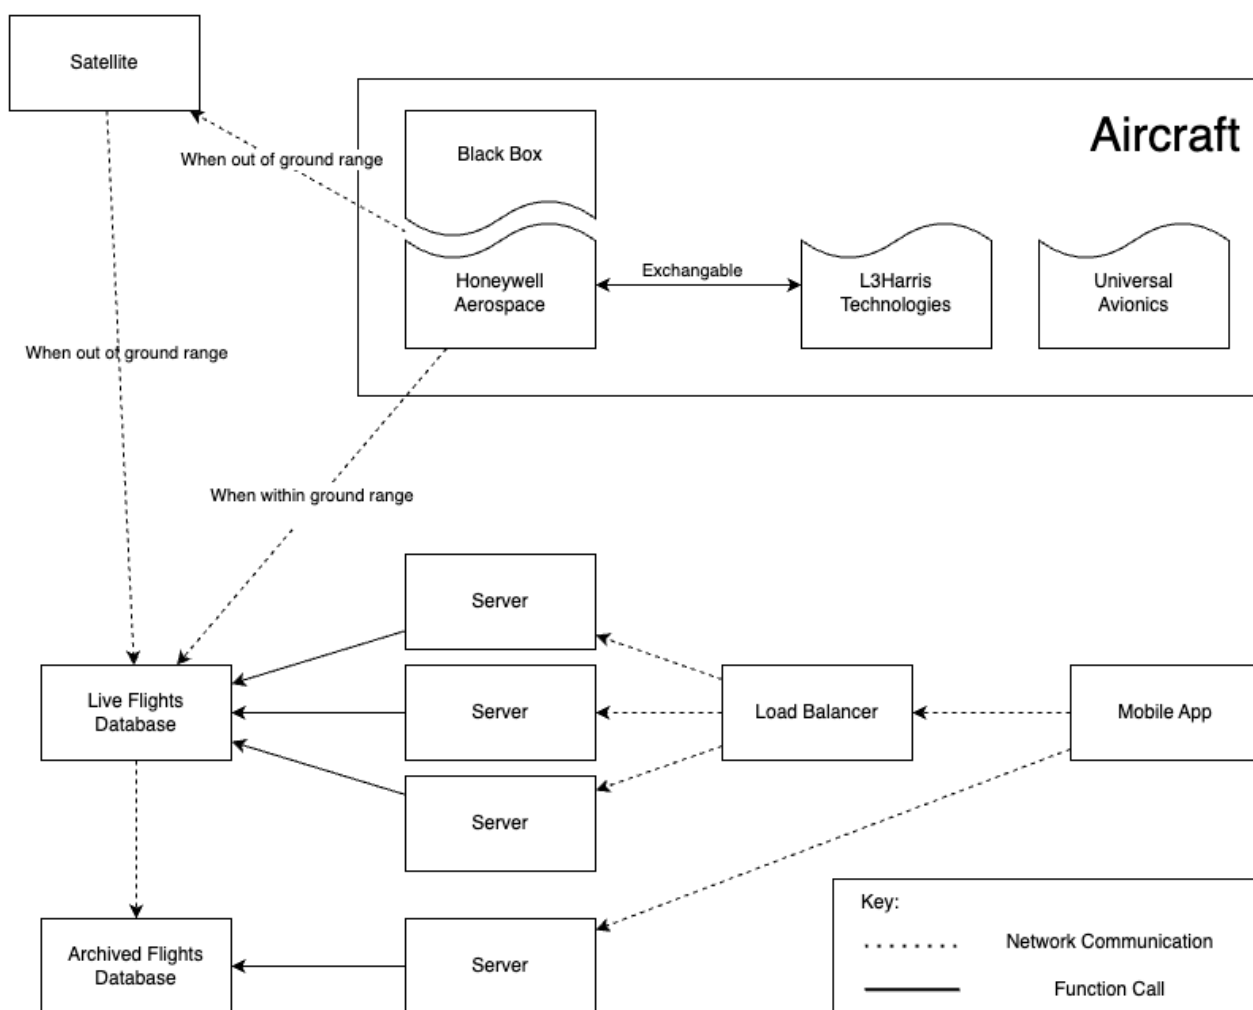 Satellite
Aircraft
Black Box
When out of ground range
Honeywell
Aerospace
Exchangable
L3Harris
Technologies
Universal
Avionics
When out of ground range
When within ground range
Server
Live Flights
Database
Server
Load Balancer
Mobile App
Server
Archived Flights
Database
Server
Key:
Network Communication
Function Call